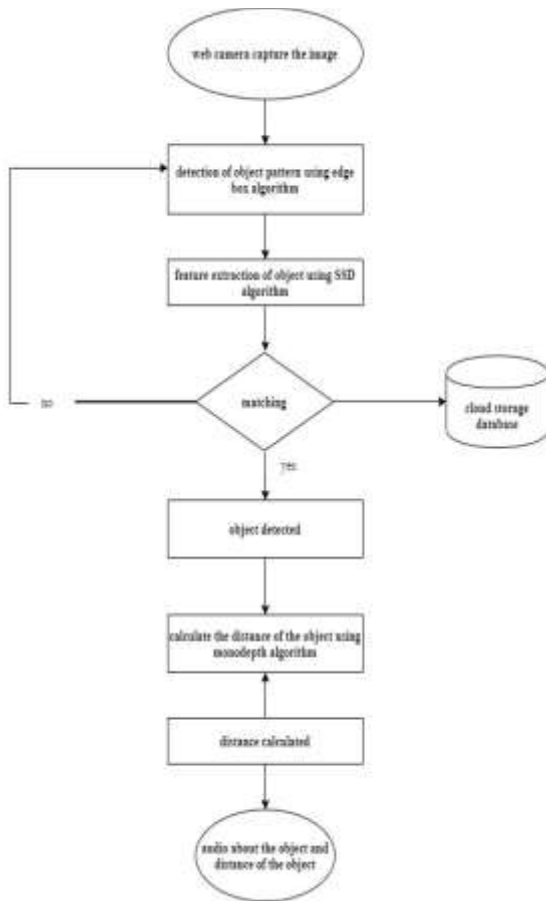 web camera capture the image
detection of object pattern using edge
box algorithm
feature extraction of object using SSD
algorithm
no
matching
cloud storage
database
yes
object detected
calculate the distance of the object using
monodepth algorithm
distance calculated
audio about the object and
distance of the object